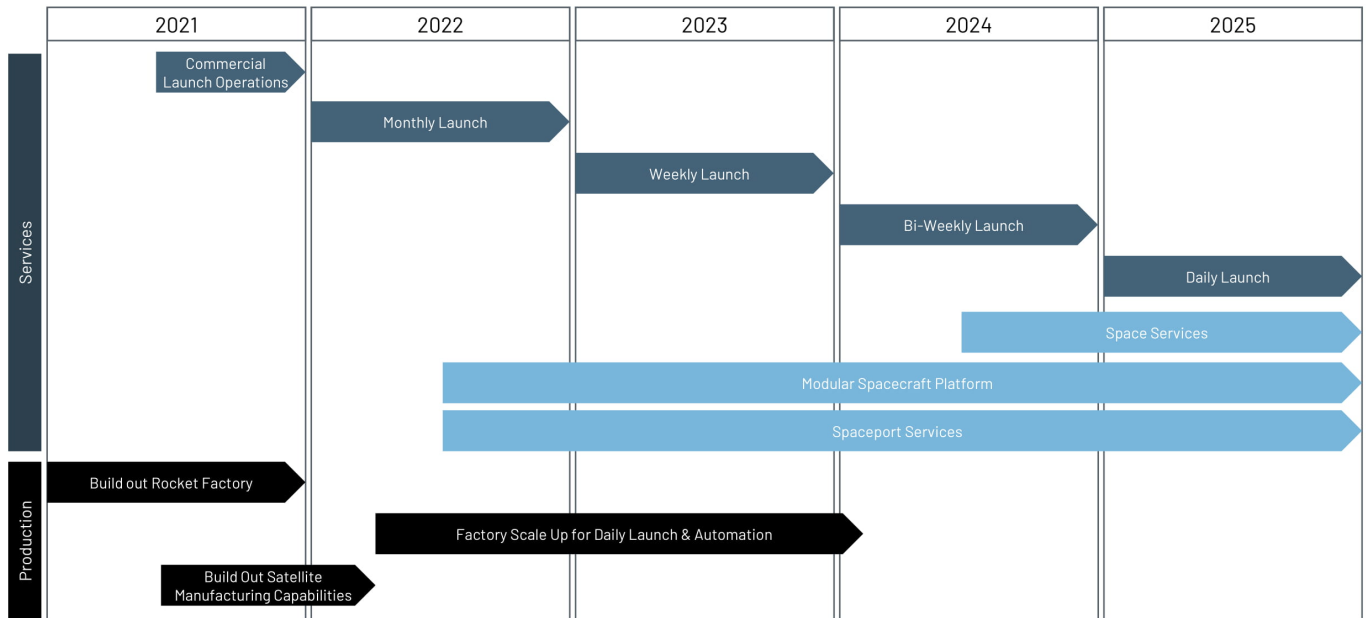 2021
2022
2023
2024
2025
Services
Commercial
Launch Operations
Monthly Launch
Weekly Launch
Bi-Weekly Launch
Daily Launch
Space Services
Modular Spacecraft Platform
Spaceport Services
Production
Build out Rocket Factory
Factory Scale Up for Daily Launch & Automation
Build Out Satellite
Manufacturing Capabilities